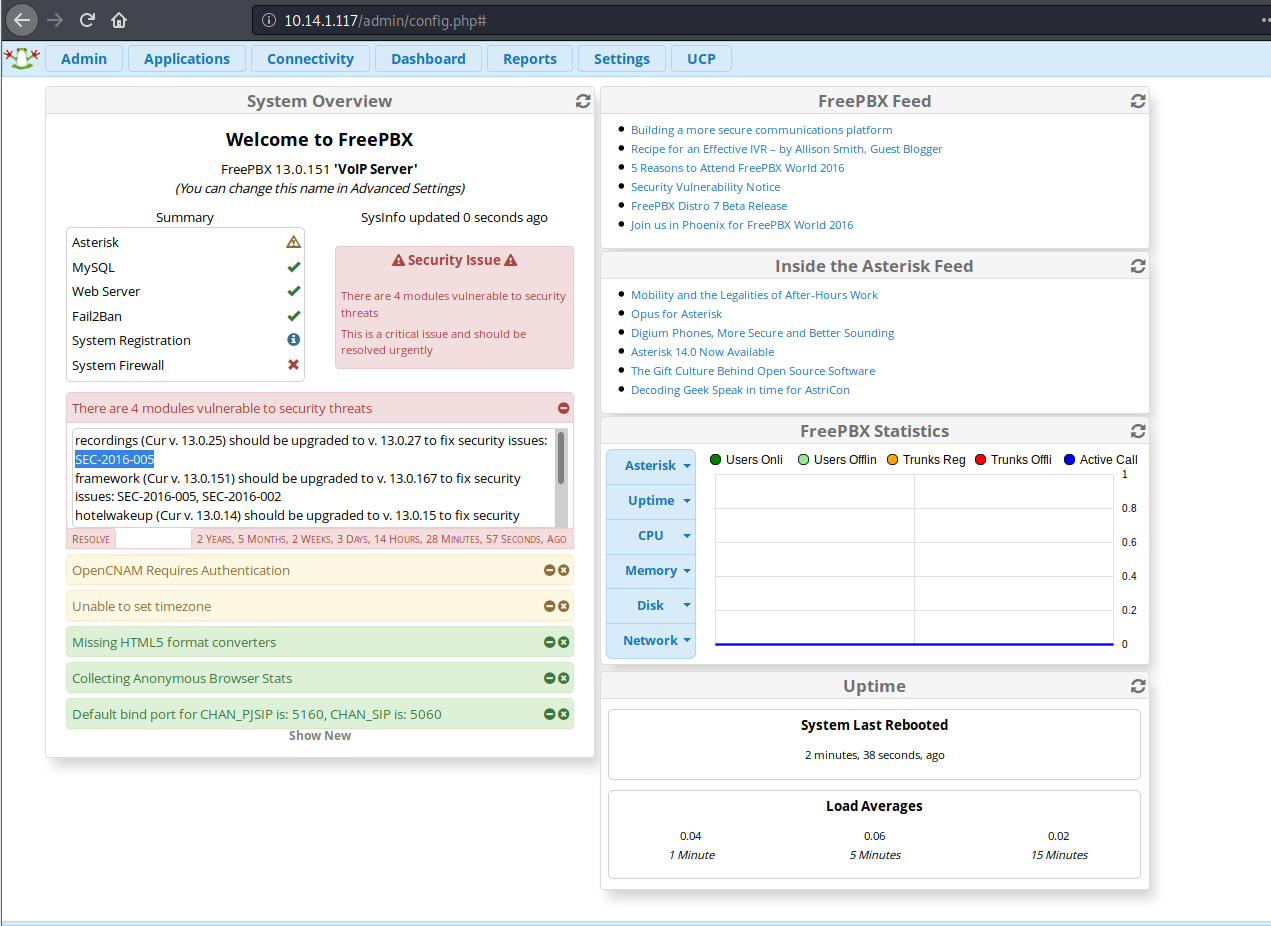 10.14.1.117/admin/config.php#
Admin
Applications
Connectivity
Dashboard
Reports
Settings
UCP
System Overview
Welcome to FreePBX
FreePBX 13.0.151 'VoIP Server'
(You can change this name in Advanced Settings)
Summary
Asterisk
MySQL
Web Server
Fail2Ban
System Registration
System Firewall
SysInfo updated 0 seconds ago
Security Issue
There are 4 modules vulnerable to security
threats
This is a critical issue and should be
resolved urgently
There are 4 modules vulnerable to security threats
recordings (Cur v. 13.0.25) should be upgraded to v. 13.0.27 to fix security issues:
SEC-2016-005
framework (Cur v. 13.0.151) should be upgraded to v. 13.0.167 to fix security
issues: SEC-2016-005, SEC-2016-002
hotelwakeup (Cur v. 13.0.14) should be upgraded to v. 13.0.15 to fix security
Resolve
2 Years, 5 Months, 2 Weeks, 3 Days, 14 Hours, 28 Minutes, 57 Seconds, Ago
OpenCNAM Requires Authentication
Unable to set timezone
Missing HTML5 format converters
Collecting Anonymous Browser Stats
Default bind port for CHAN_PJSIP is: 5160, CHAN_SIP is: 5060
Show New
FreePBX Feed
Building a more secure communications platform
Recipe for an Effective IVR – by Allison Smith, Guest Blogger
5 Reasons to Attend FreePBX World 2016
Security Vulnerability Notice
FreePBX Distro 7 Beta Release
Join us in Phoenix for FreePBX World 2016
Inside the Asterisk Feed
Mobility and the Legalities of After-Hours Work
Opus for Asterisk
Digium Phones, More Secure and Better Sounding
Asterisk 14.0 Now Available
The Gift Culture Behind Open Source Software
Decoding Geek Speak in time for AstriCon
FreePBX Statistics
Asterisk
Uptime
CPU
Memory
Disk
Network
Users Onli
Users Offlin
Trunks Reg
Trunks Offli
Active Call
1
0.8
0.6
0.4
0.2
0
Uptime
System Last Rebooted
2 minutes, 38 seconds, ago
Load Averages
0.04
0.06
0.02
1 Minute
5 Minutes
15 Minutes